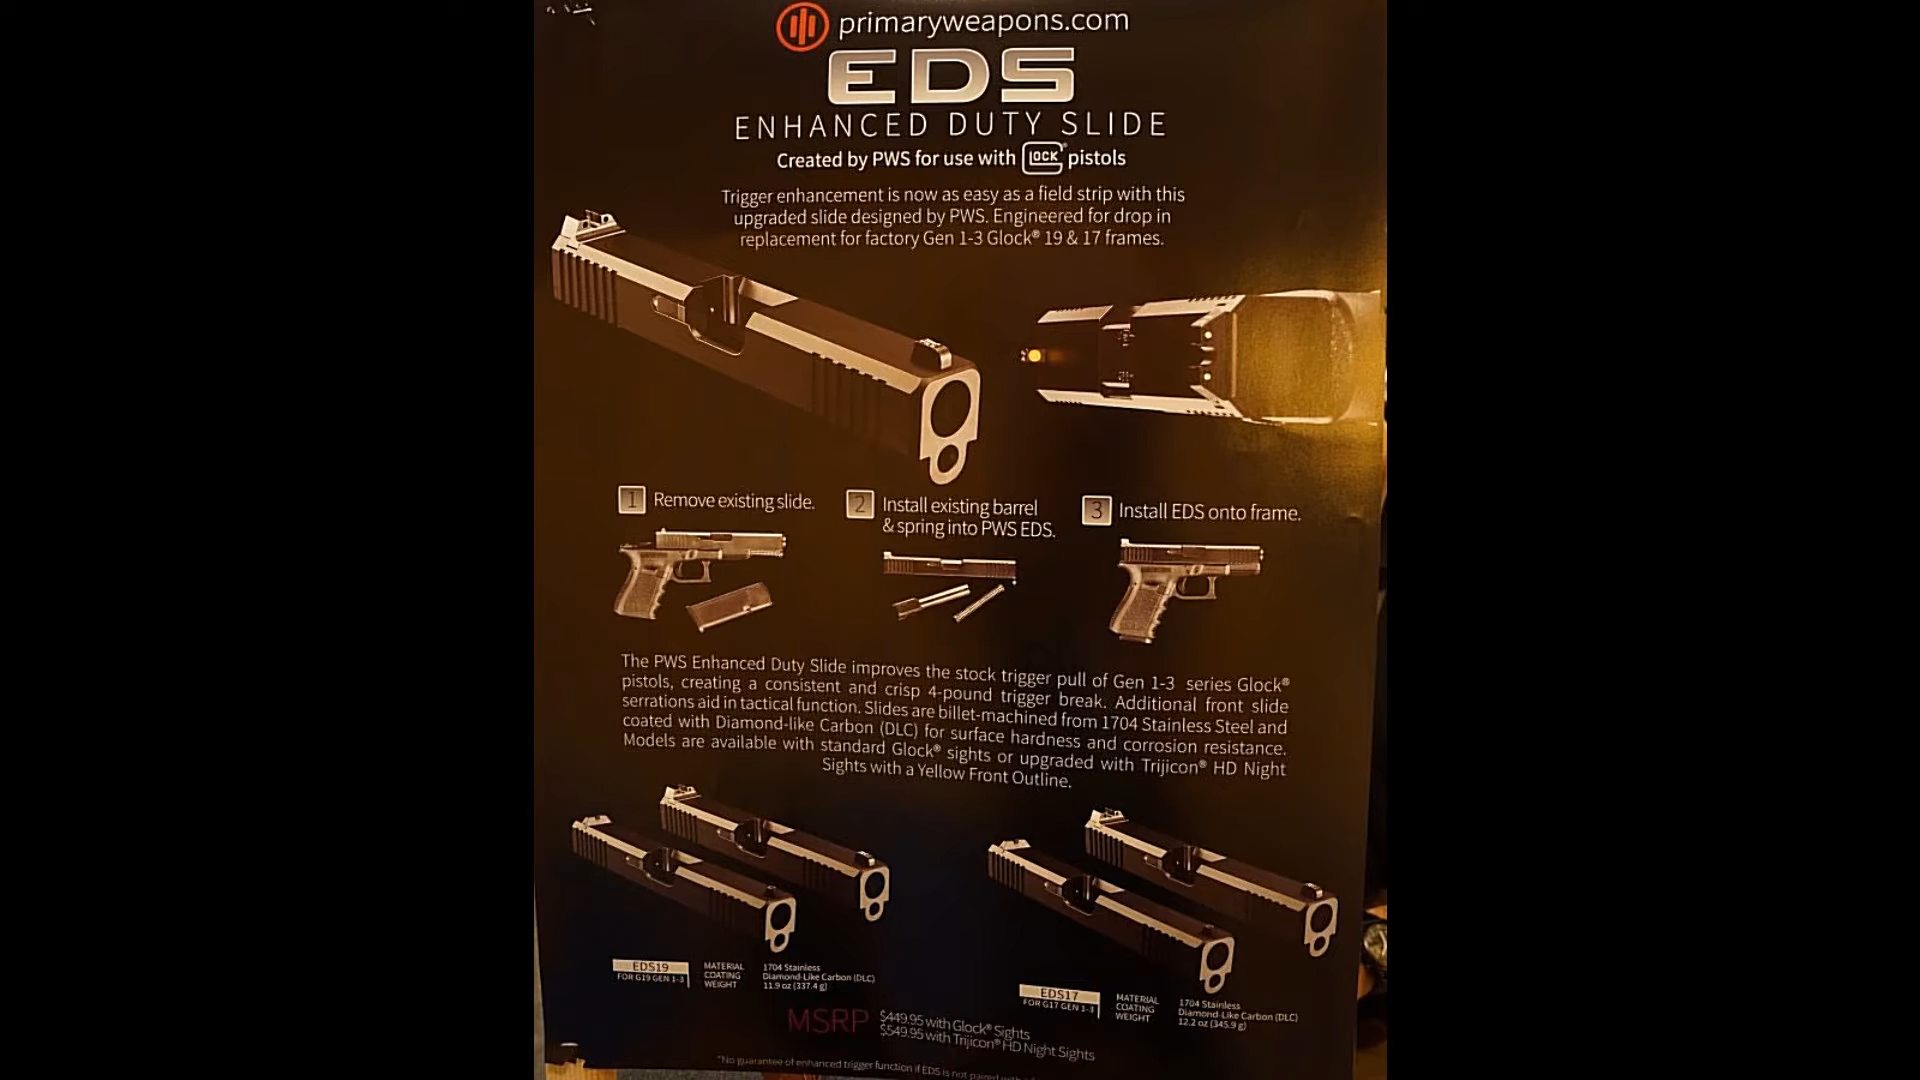 primaryweapons.com
EDS
ENHANCED DUTY SLIDE
Created by PWS for use with GLOCK® pistols
Trigger enhancement is now as easy as a field strip with this
upgraded slide designed by PWS. Engineered for drop in
replacement for factory Gen 1-3 Glock® 19 & 17 frames.
1 Remove existing slide.
2 Install existing barrel
& spring into PWS EDS.
3 Install EDS onto frame.
The PWS Enhanced Duty Slide improves the stock trigger pull of Gen 1-3 series Glock®
pistols, creating a consistent and crisp 4-pound trigger break. Additional front slide
serrations aid in tactical function. Slides are billet-machined from 1704 Stainless Steel and
coated with Diamond-like Carbon (DLC) for surface hardness and corrosion resistance.
Models are available with standard Glock® sights or upgraded with Trijicon® HD Night
Sights with a Yellow Front Outline.
EDS19
FOR G19 GEN 1-3
MATERIAL 1704 Stainless
COATING Diamond-Like Carbon (DLC)
WEIGHT 11.9 oz (337.4 g)
EDS17
FOR G17 GEN 1-3
MATERIAL 1704 Stainless
COATING Diamond-Like Carbon (DLC)
WEIGHT 12.2 oz (345.9 g)
MSRP $449.95 with Glock® Sights
$549.95 with Trijicon® HD Night Sights
*No guarantee of enhanced trigger function if EDS is not paired